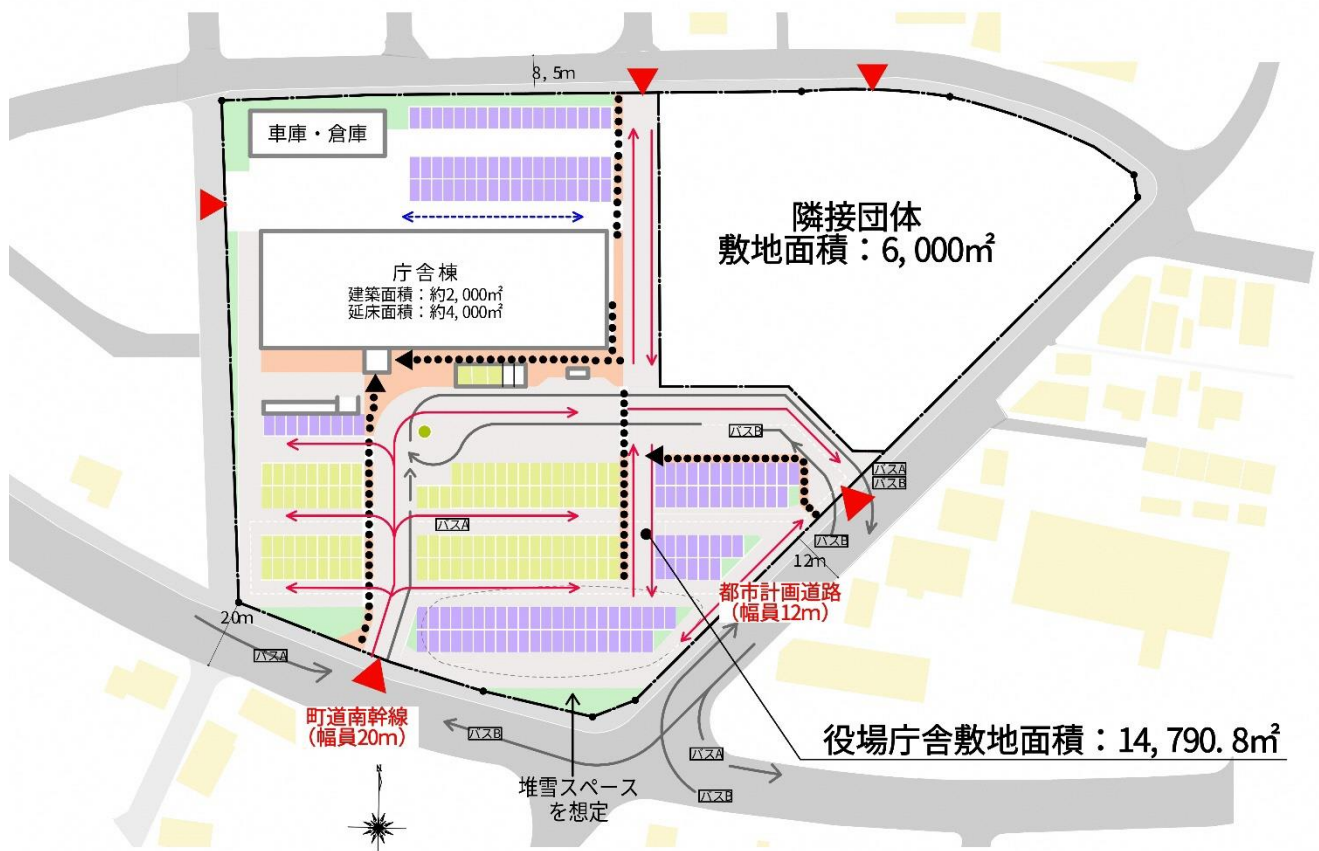 8,5m
車庫・倉庫
隣接団体
敷地面積：6,000㎡
庁舎棟
建築面積：約2,000㎡
延床面積：約4,000㎡
バスB
バスA
バスB
バスA
バスB
12m
都市計画道路
（幅員12m）
20m
バスA
町道南幹線
（幅員20m）
バスB
バスA
バスB
役場庁舎敷地面積：14,790.8㎡
堆雪スペース
を想定
N